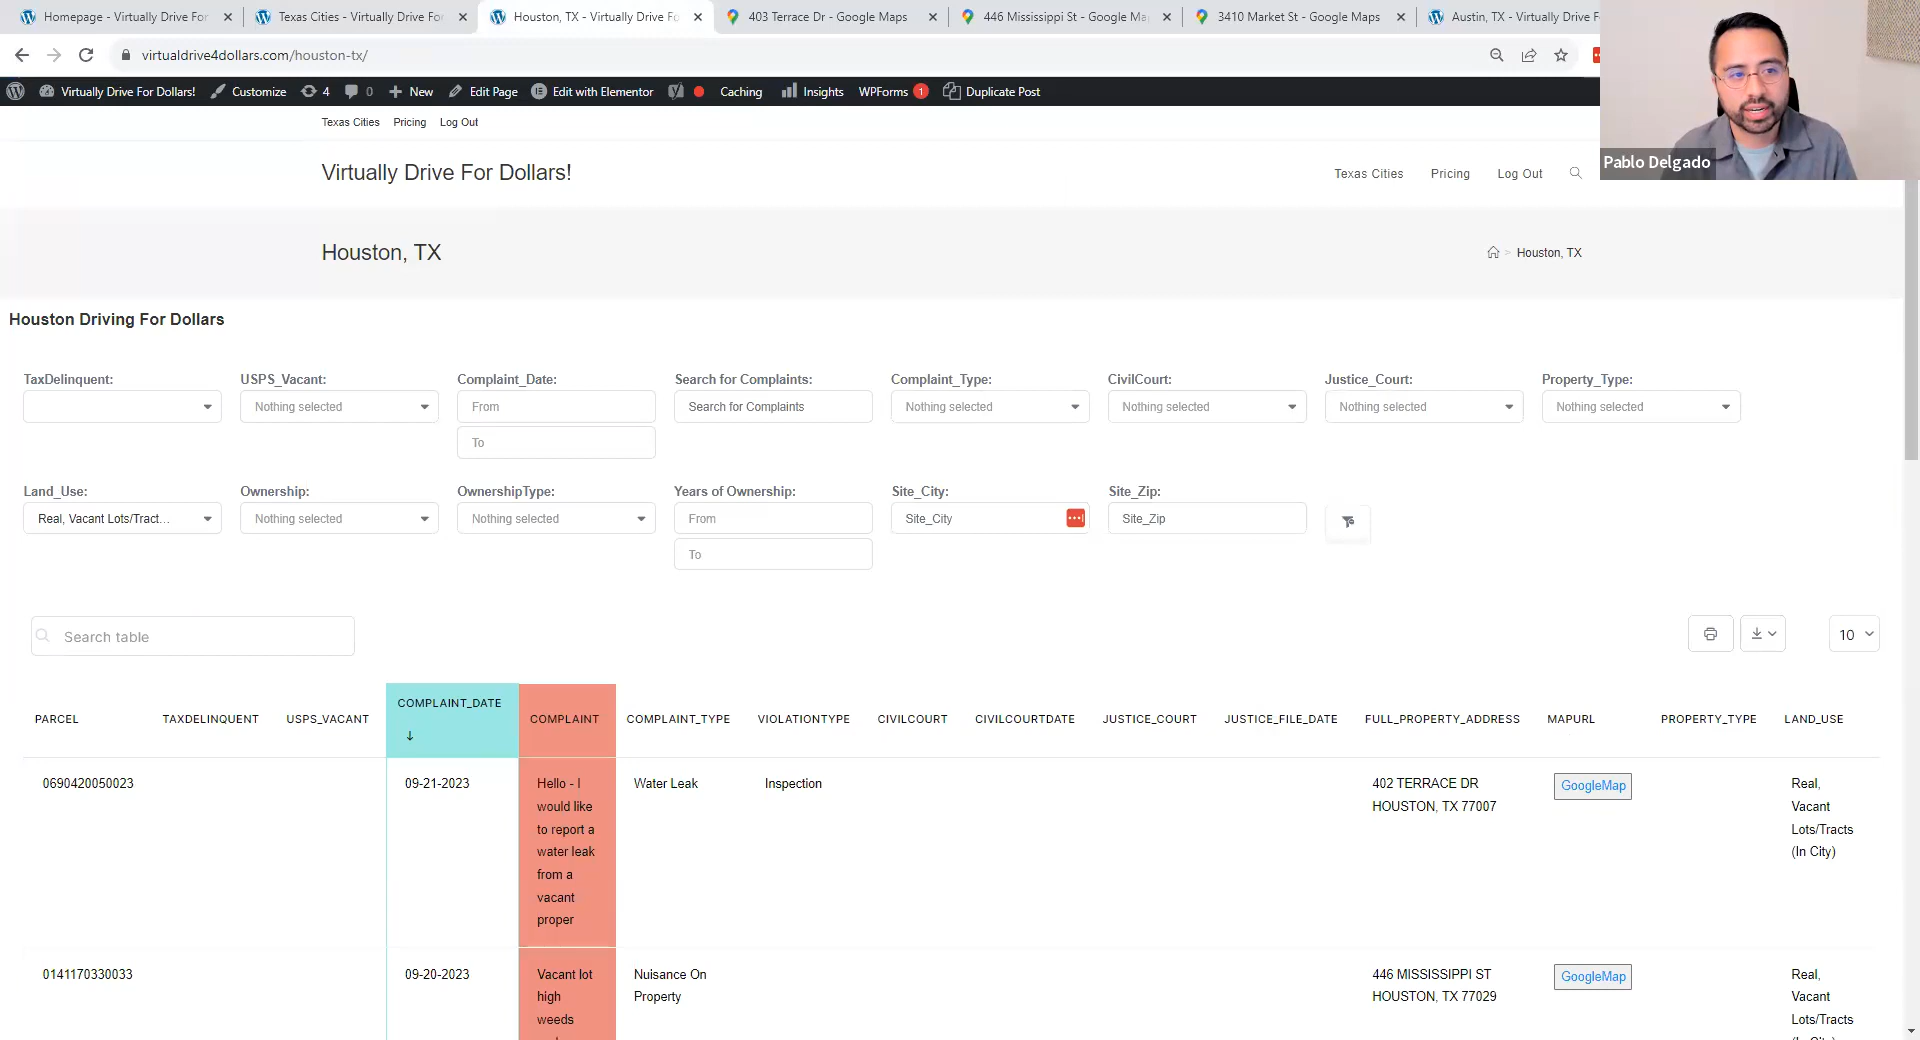 Homepage - Virtually Drive For
Texas Cities - Virtually Drive For
Houston, TX - Virtually Drive Fo
403 Terrace Dr - Google Maps
446 Mississippi St - Google Ma
3410 Market St - Google Maps
Austin, TX - Virtually Drive F
virtualdrive4dollars.com/houston-tx/
Virtually Drive For Dollars! Customize 4 0 New Edit Page Edit with Elementor Caching Insights WPForms 1 Duplicate Post
Texas Cities Pricing Log Out
Pablo Delgado
Virtually Drive For Dollars!
Texas Cities Pricing Log Out
Houston, TX
> Houston, TX
Houston Driving For Dollars
TaxDelinquent: USPS_Vacant: Complaint_Date: Search for Complaints: Complaint_Type: CivilCourt: Justice_Court: Property_Type:
Nothing selected From Search for Complaints Nothing selected Nothing selected Nothing selected Nothing selected
To
Land_Use: Ownership: OwnershipType: Years of Ownership: Site_City: Site_Zip:
Real, Vacant Lots/Tract... Nothing selected Nothing selected From Site_City Site_Zip
To
Search table
10
PARCEL TAXDELINQUENT USPS_VACANT COMPLAINT_DATE COMPLAINT COMPLAINT_TYPE VIOLATIONTYPE CIVILCOURT CIVILCOURTDATE JUSTICE_COURT JUSTICE_FILE_DATE FULL_PROPERTY_ADDRESS MAPURL PROPERTY_TYPE LAND_USE
0690420050023 09-21-2023 Hello - I Water Leak Inspection 402 TERRACE DR GoogleMap Real,
would like HOUSTON, TX 77007 Vacant
to report a Lots/Tracts
water leak (In City)
from a
vacant
proper
0141170330033 09-20-2023 Vacant lot Nuisance On 446 MISSISSIPPI ST GoogleMap Real,
high Property HOUSTON, TX 77029 Vacant
weeds Lots/Tracts